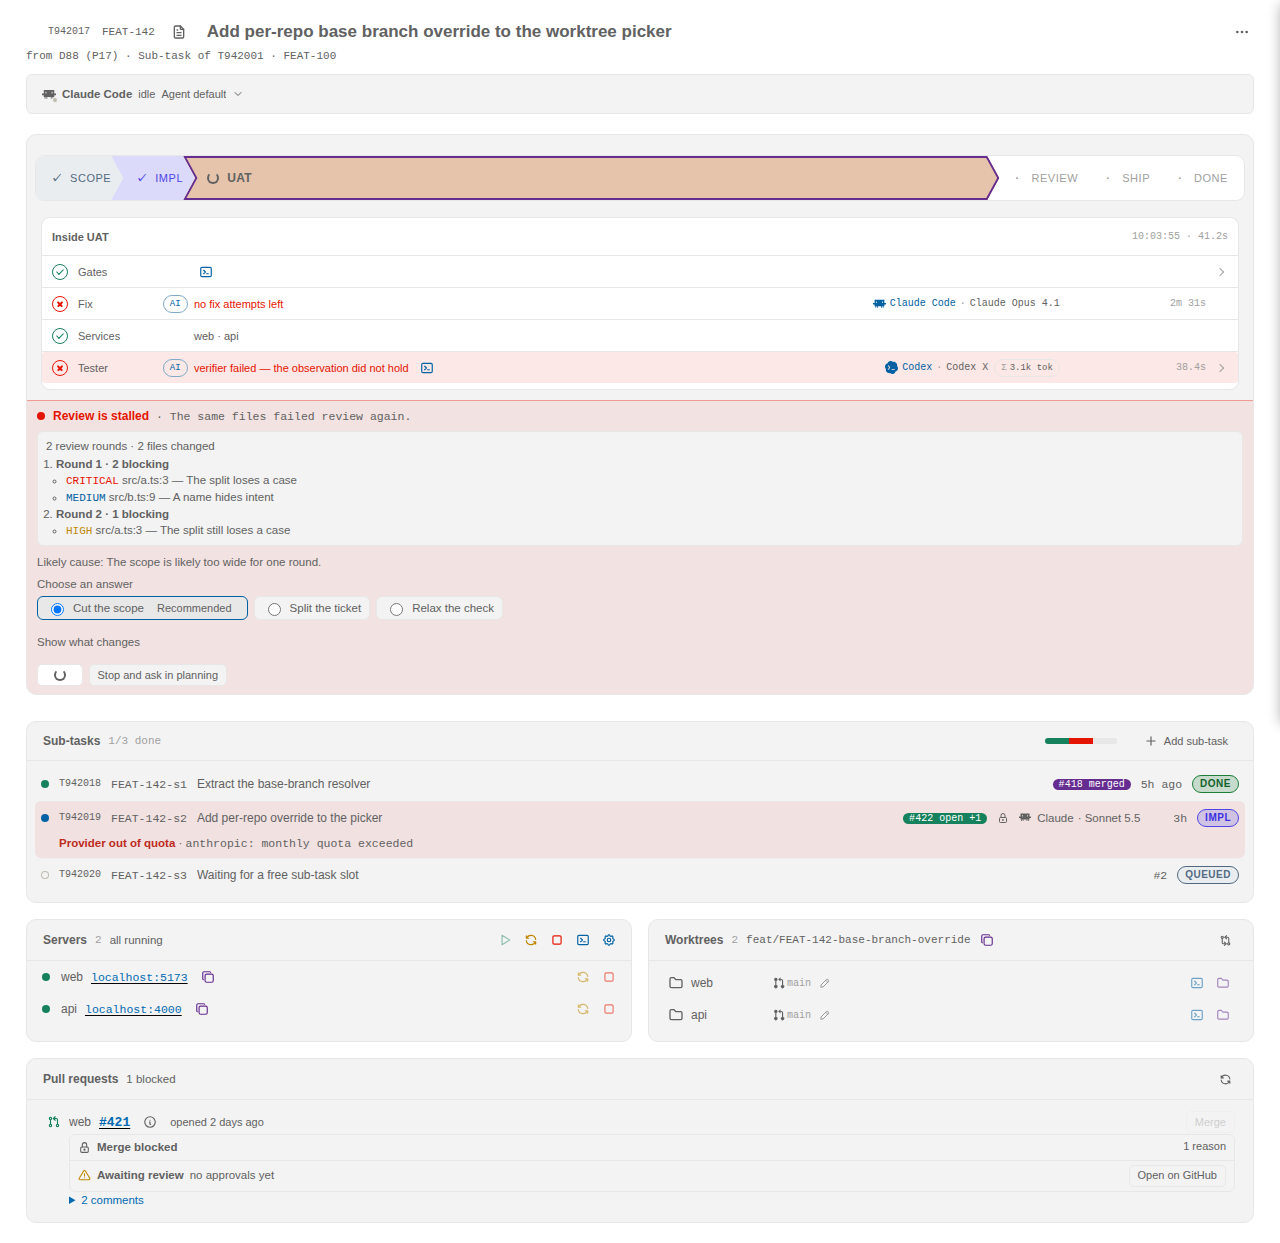 T942017 FEAT-142 Add per-repo base branch override to the worktree picker
from D88 (P17) · Sub-task of T942001 · FEAT-100
Claude Code idle Agent default
SCOPE IMPL UAT · REVIEW · SHIP · DONE
Inside UAT 10:03:55 · 41.2s
Gates
Fix AI no fix attempts left Claude Code · Claude Opus 4.1 2m 31s
Services web · api
Tester AI verifier failed — the observation did not hold Codex · Codex X Σ 3.1k tok 38.4s
Review is stalled · The same files failed review again.
2 review rounds · 2 files changed
1. Round 1 · 2 blocking
CRITICAL src/a.ts:3 — The split loses a case
MEDIUM src/b.ts:9 — A name hides intent
2. Round 2 · 1 blocking
HIGH src/a.ts:3 — The split still loses a case
Likely cause: The scope is likely too wide for one round.
Choose an answer
Cut the scope Recommended Split the ticket Relax the check
Show what changes
Stop and ask in planning
Sub-tasks 1/3 done Add sub-task
T942018 FEAT-142-s1 Extract the base-branch resolver #418 merged 5h ago DONE
T942019 FEAT-142-s2 Add per-repo override to the picker #422 open +1 Claude · Sonnet 5.5 3h IMPL
Provider out of quota · anthropic: monthly quota exceeded
T942020 FEAT-142-s3 Waiting for a free sub-task slot #2 QUEUED
Servers 2 all running
web localhost:5173
api localhost:4000
Worktrees 2 feat/FEAT-142-base-branch-override
web main
api main
Pull requests 1 blocked
web #421 opened 2 days ago Merge
Merge blocked 1 reason
Awaiting review no approvals yet Open on GitHub
2 comments